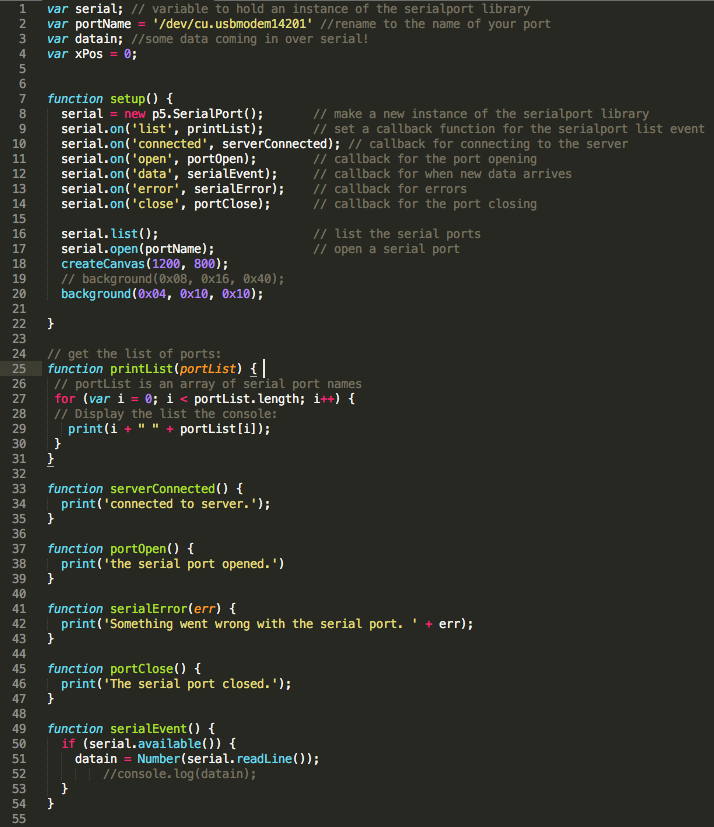 1 var serial; // variable to hold an instance of the serialport library
2 var portName = '/dev/cu.usbmodem14201' //rename to the name of your port
3 var datain; //some data coming in over serial!
4 var xPos = 0;
5
6
7 function setup() {
8 serial = new p5.SerialPort(); // make a new instance of the serialport library
9 serial.on('list', printList); // set a callback function for the serialport list event
10 serial.on('connected', serverConnected); // callback for connecting to the server
11 serial.on('open', portOpen); // callback for the port opening
12 serial.on('data', serialEvent); // callback for when new data arrives
13 serial.on('error', serialError); // callback for errors
14 serial.on('close', portClose); // callback for the port closing
15
16 serial.list(); // list the serial ports
17 serial.open(portName); // open a serial port
18 createCanvas(1200, 800);
19 // background(0x08, 0x16, 0x40);
20 background(0x04, 0x10, 0x10);
21
22 }
23
24 // get the list of ports:
25 function printList(portList) {
26 // portList is an array of serial port names
27 for (var i = 0; i < portList.length; i++) {
28 // Display the list the console:
29 print(i + " " + portList[i]);
30 }
31 }
32
33 function serverConnected() {
34 print('connected to server.');
35 }
36
37 function portOpen() {
38 print('the serial port opened.')
39 }
40
41 function serialError(err) {
42 print('Something went wrong with the serial port. ' + err);
43 }
44
45 function portClose() {
46 print('The serial port closed.');
47 }
48
49 function serialEvent() {
50 if (serial.available()) {
51 datain = Number(serial.readLine());
52 //console.log(datain);
53 }
54 }
55